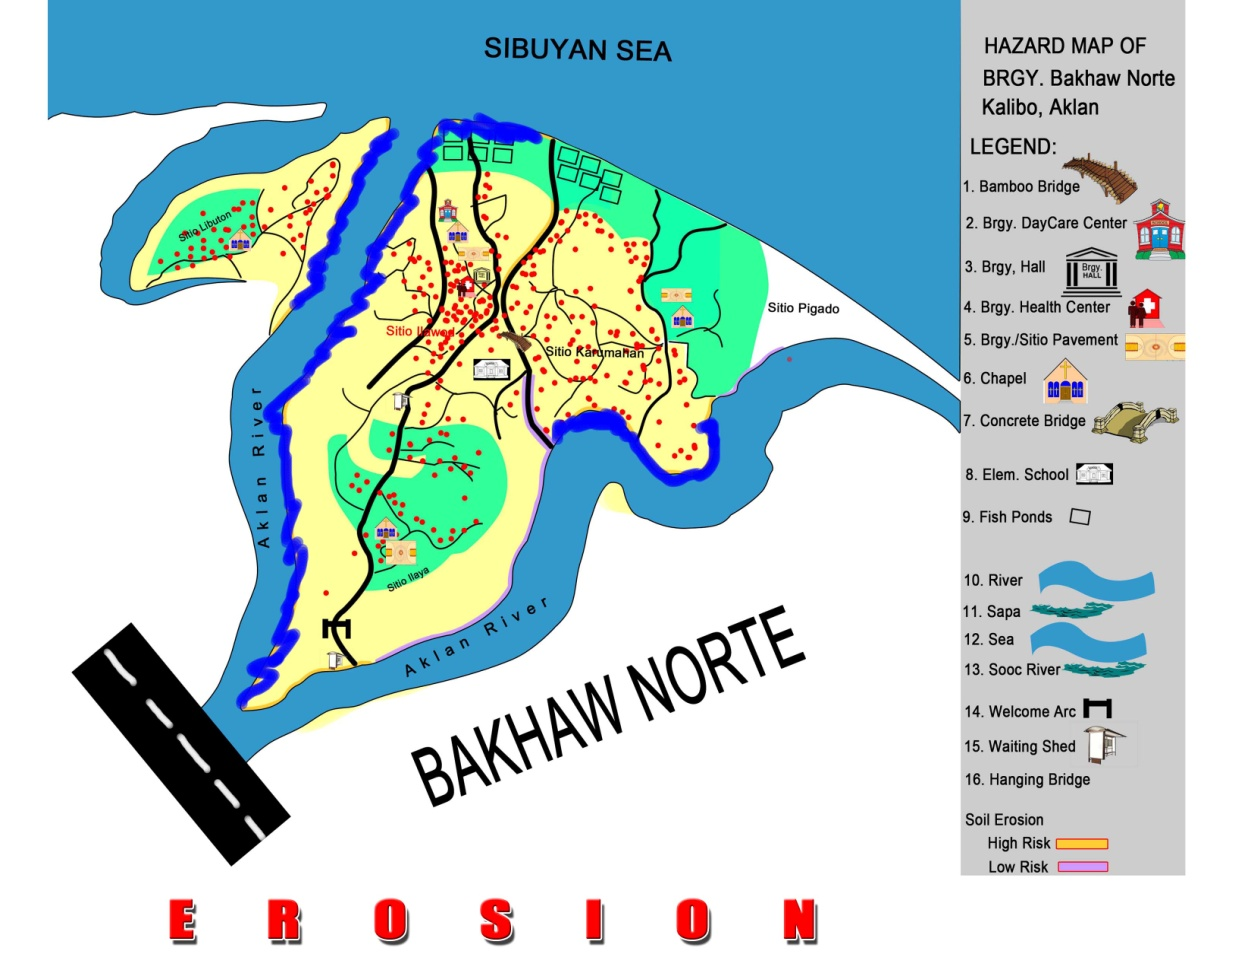 SIBUYAN SEA
Sitio Libuton
Sitio Ilawod
Sitio Karumanan
Sitio Pigado
Sitio Ilaya
Aklan River
Aklan River
BAKHAW NORTE
EROSION
HAZARD MAP OF
BRGY. Bakhaw Norte
Kalibo, Aklan
LEGEND:
1. Bamboo Bridge
2. Brgy. DayCare Center
3. Brgy, Hall
Brgy.
HALL
4. Brgy. Health Center
5. Brgy./Sitio Pavement
6. Chapel
7. Concrete Bridge
8. Elem. School
9. Fish Ponds
10. River
11. Sapa
12. Sea
13. Sooc River
14. Welcome Arc
15. Waiting Shed
16. Hanging Bridge
Soil Erosion
High Risk
Low Risk